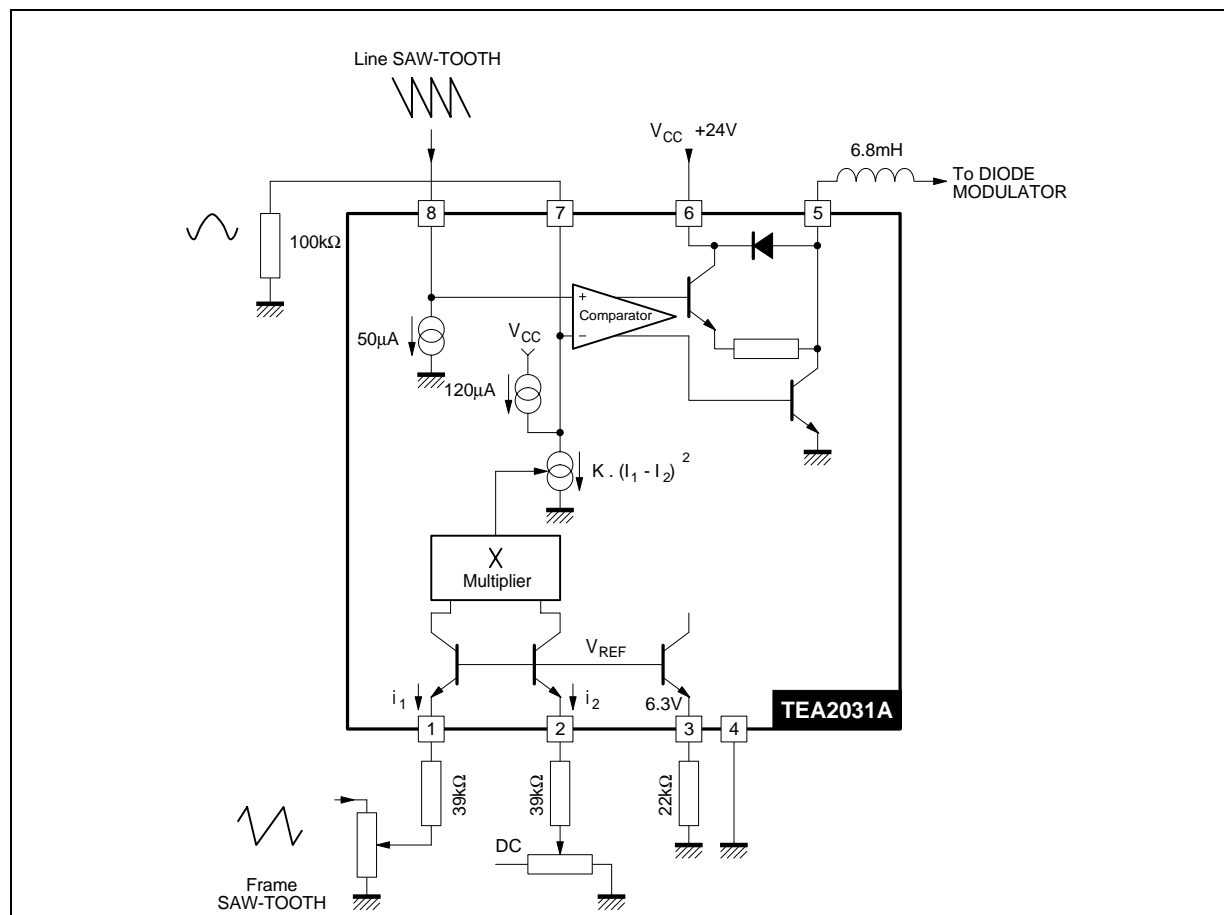 Line SAW-TOOTH
VCC +24V
6.8mH
To DIODE
MODULATOR
8
7
6
5
100kΩ
+
Comparator
−
50µA
VCC
120µA
K . (I1 - I2) 2
X
Multiplier
VREF
i1
i2
6.3V
TEA2031A
1
2
3
4
39kΩ
39kΩ
22kΩ
DC
Frame
SAW-TOOTH